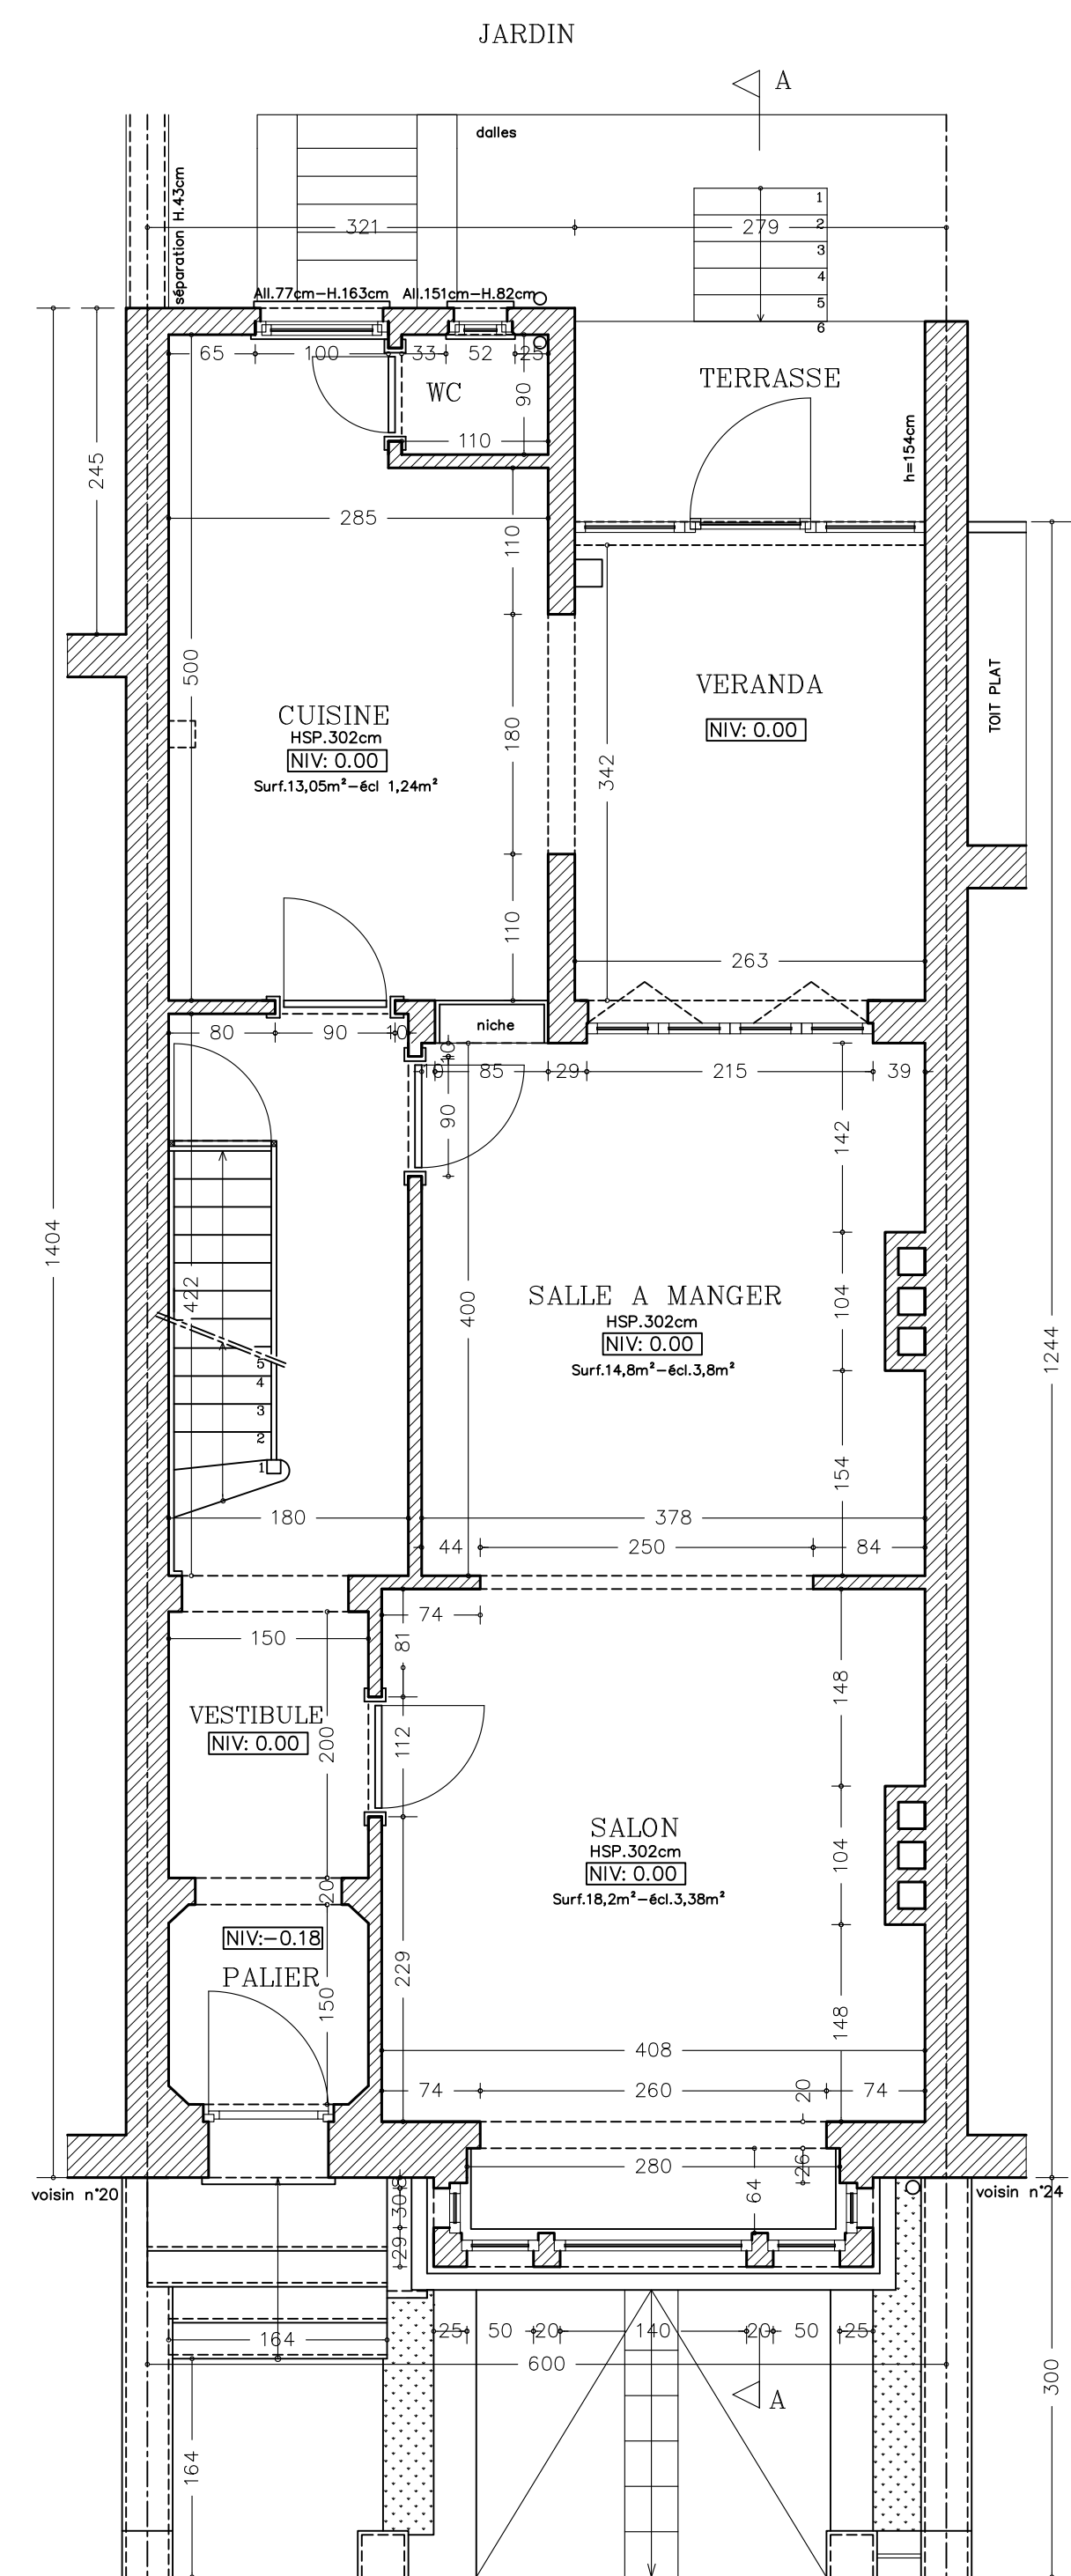 JARDIN
A
dalles
séparation H.43cm
1
321
279
2
3
4
5
6
All.77cm-H.163cm
All.151cm-H.82cm
65
100
33
52
25
WC
90
110
TERRASSE
h=154cm
245
285
110
500
180
110
CUISINE
HSP.302cm
NIV: 0.00
Surf.13,05m²-écl 1,24m²
VERANDA
NIV: 0.00
342
TOIT PLAT
263
niche
80
90
10
10
10
85
29
215
39
90
142
1404
1244
422
400
SALLE A MANGER
HSP.302cm
NIV: 0.00
Surf.14,8m²-écl.3,8m²
104
5
4
3
2
1
154
180
378
44
250
84
74
150
81
148
VESTIBULE
NIV: 0.00
200
112
SALON
HSP.302cm
NIV: 0.00
Surf.18,2m²-écl.3,38m²
104
20
NIV:-0.18
PALIER
150
229
148
408
74
260
74
20
280
26
64
voisin n°20
voisin n°24
8
30
29
25
50
20
140
20
50
25
164
600
A
164
300